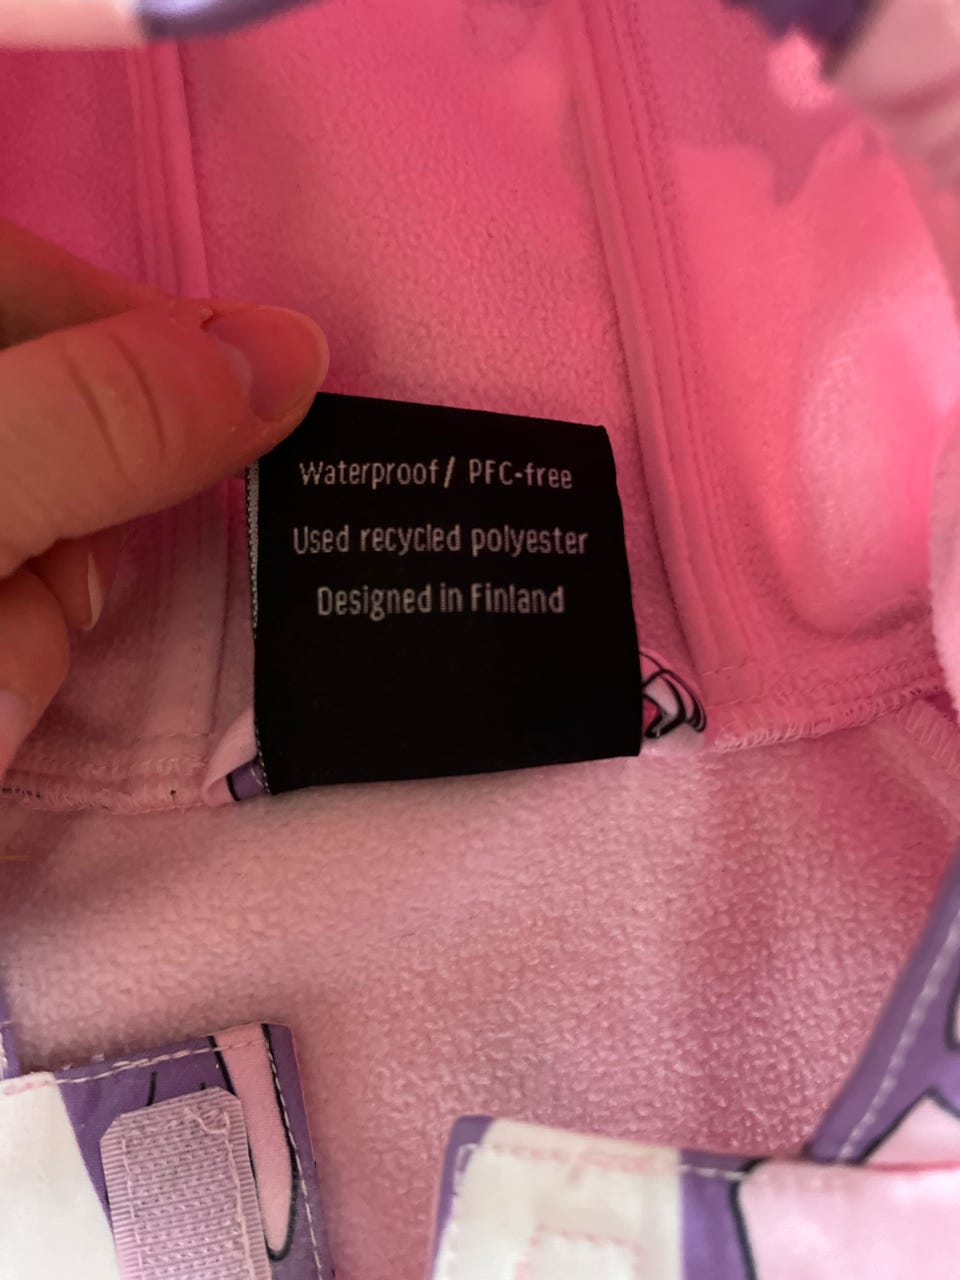 Waterproof/ PFC-free
Used recycled polyester
Designed in Finland